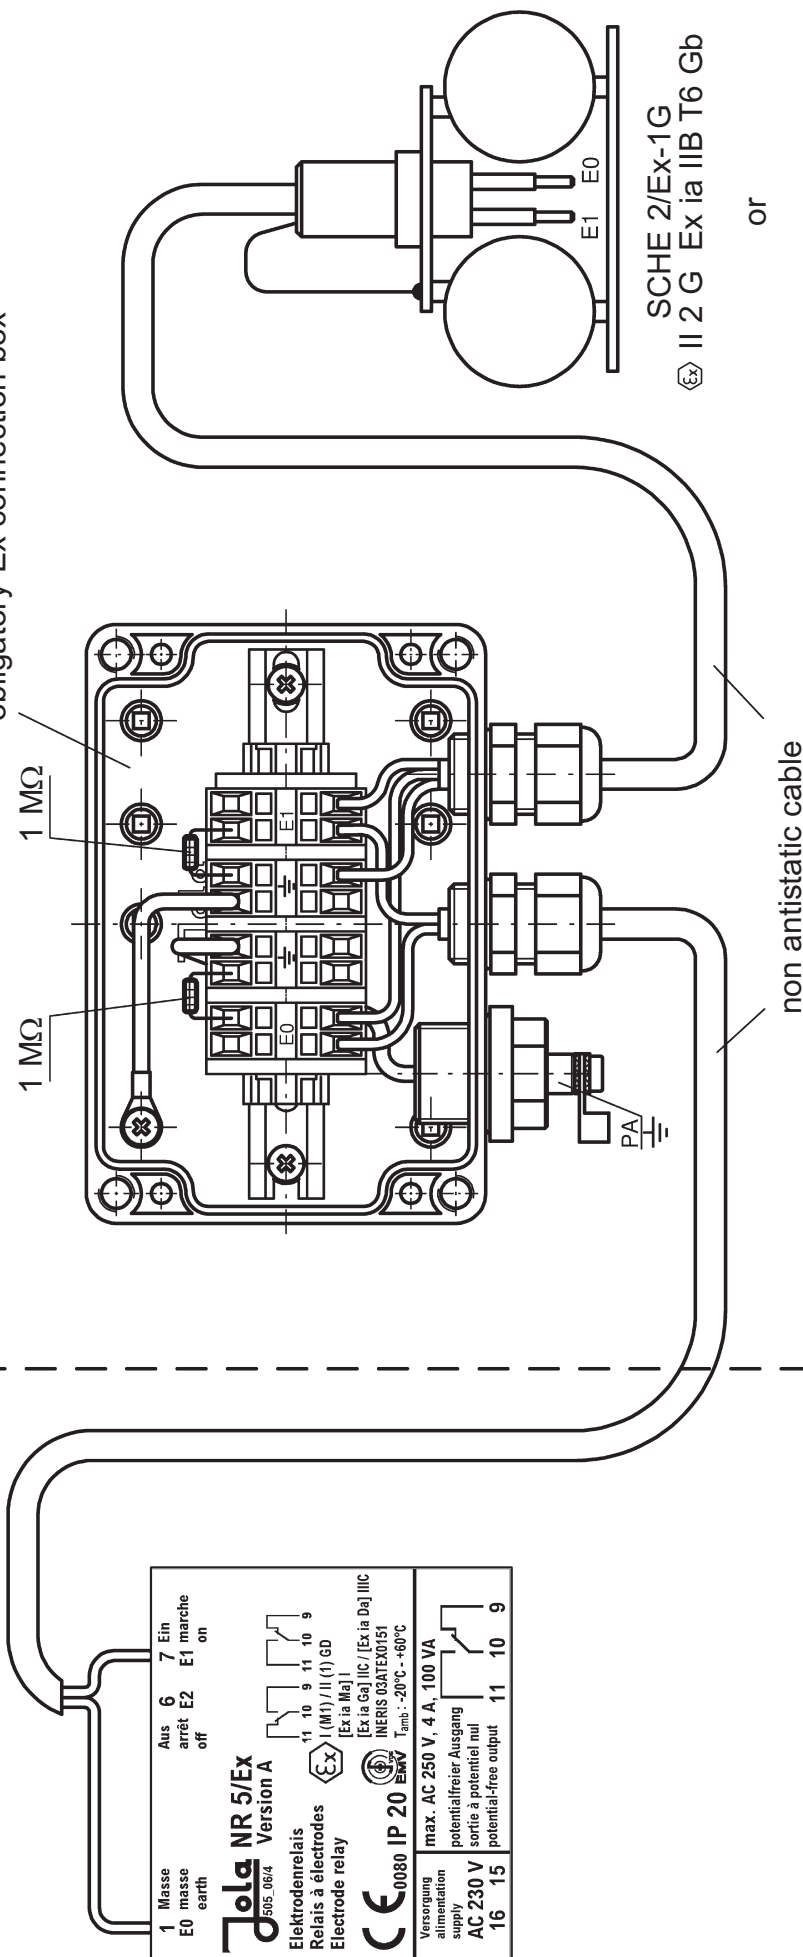 obligatory Ex connection box
1 MΩ
1 MΩ
E1
E0
PA
E1 E0
SCHE 2/Ex-1G
Ex II 2 G Ex ia IIB T6 Gb
or
non antistatic cable
1 Masse
E0 masse
earth
Aus 6
arrêt E2
off
7 Ein
E1 marche
on
Jola NR 5/Ex
505_06/4 Version A
Elektrodenrelais
Relais à électrodes
Electrode relay
11 10 9
11 10 9
Ex I (M1) / II (1) GD
[Ex ia Ma] I
[Ex ia Ga] IIC / [Ex ia Da] IIIC
INERIS 03ATEX0151
Tamb : -20°C - +60°C
CE 0080 IP 20 EMV
Versorgung
alimentation
supply
AC 230 V
16 15
max. AC 250 V, 4 A, 100 VA
potentialfreier Ausgang
sortie à potentiel nul
potential-free output
11 10 9